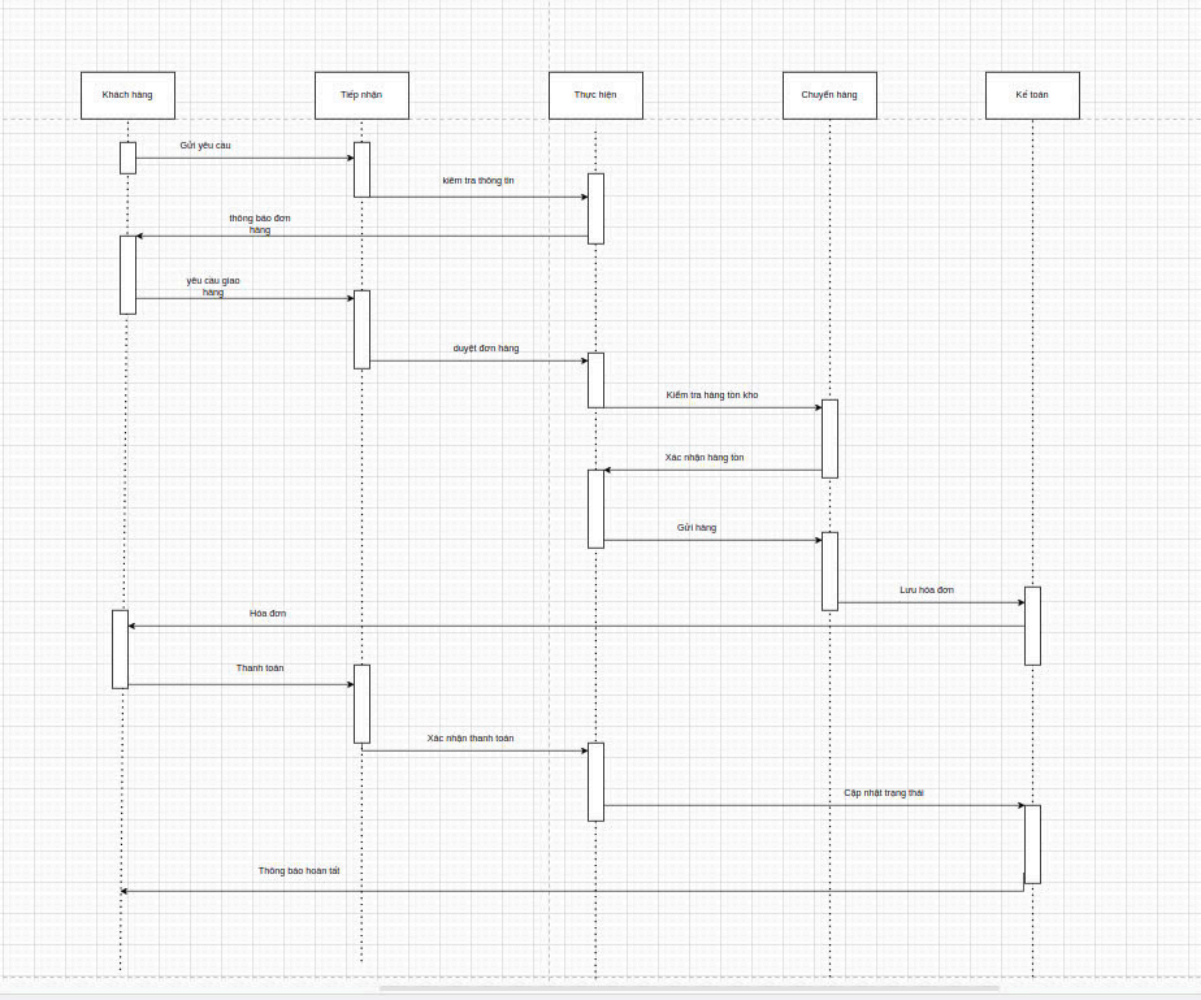 Khách hàng
Tiếp nhận
Thực hiện
Chuyển hàng
Kế toán
Gửi yêu cầu
kiểm tra thông tin
thông báo đơn
hàng
yêu cầu giao
hàng
duyệt đơn hàng
Kiểm tra hàng tồn kho
Xác nhận hàng tồn
Gửi hàng
Lưu hóa đơn
Hóa đơn
Thanh toán
Xác nhận thanh toán
Cập nhật trạng thái
Thông báo hoàn tất